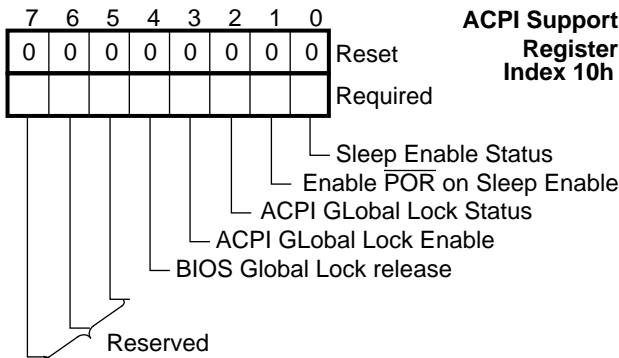 7 6 5 4 3 2 1 0
ACPI Support
Register
Index 10h
0 0 0 0 0 0 0 0
Reset
Required
Sleep Enable Status
Enable P̅O̅R̅ on Sleep Enable
ACPI GLobal Lock Status
ACPI GLobal Lock Enable
BIOS Global Lock release
Reserved